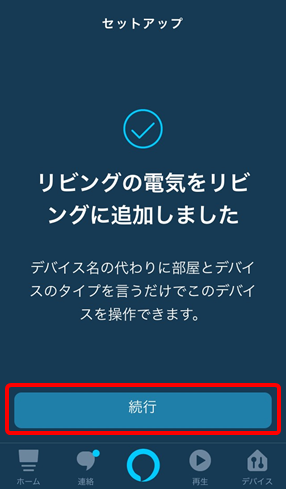 セットアップ
リビングの電気をリビ
ングに追加しました
デバイス名の代わりに部屋とデバイ
スのタイプを言うだけでこのデバイ
スを操作できます。
続行
ホーム 連絡 再生 デバイス